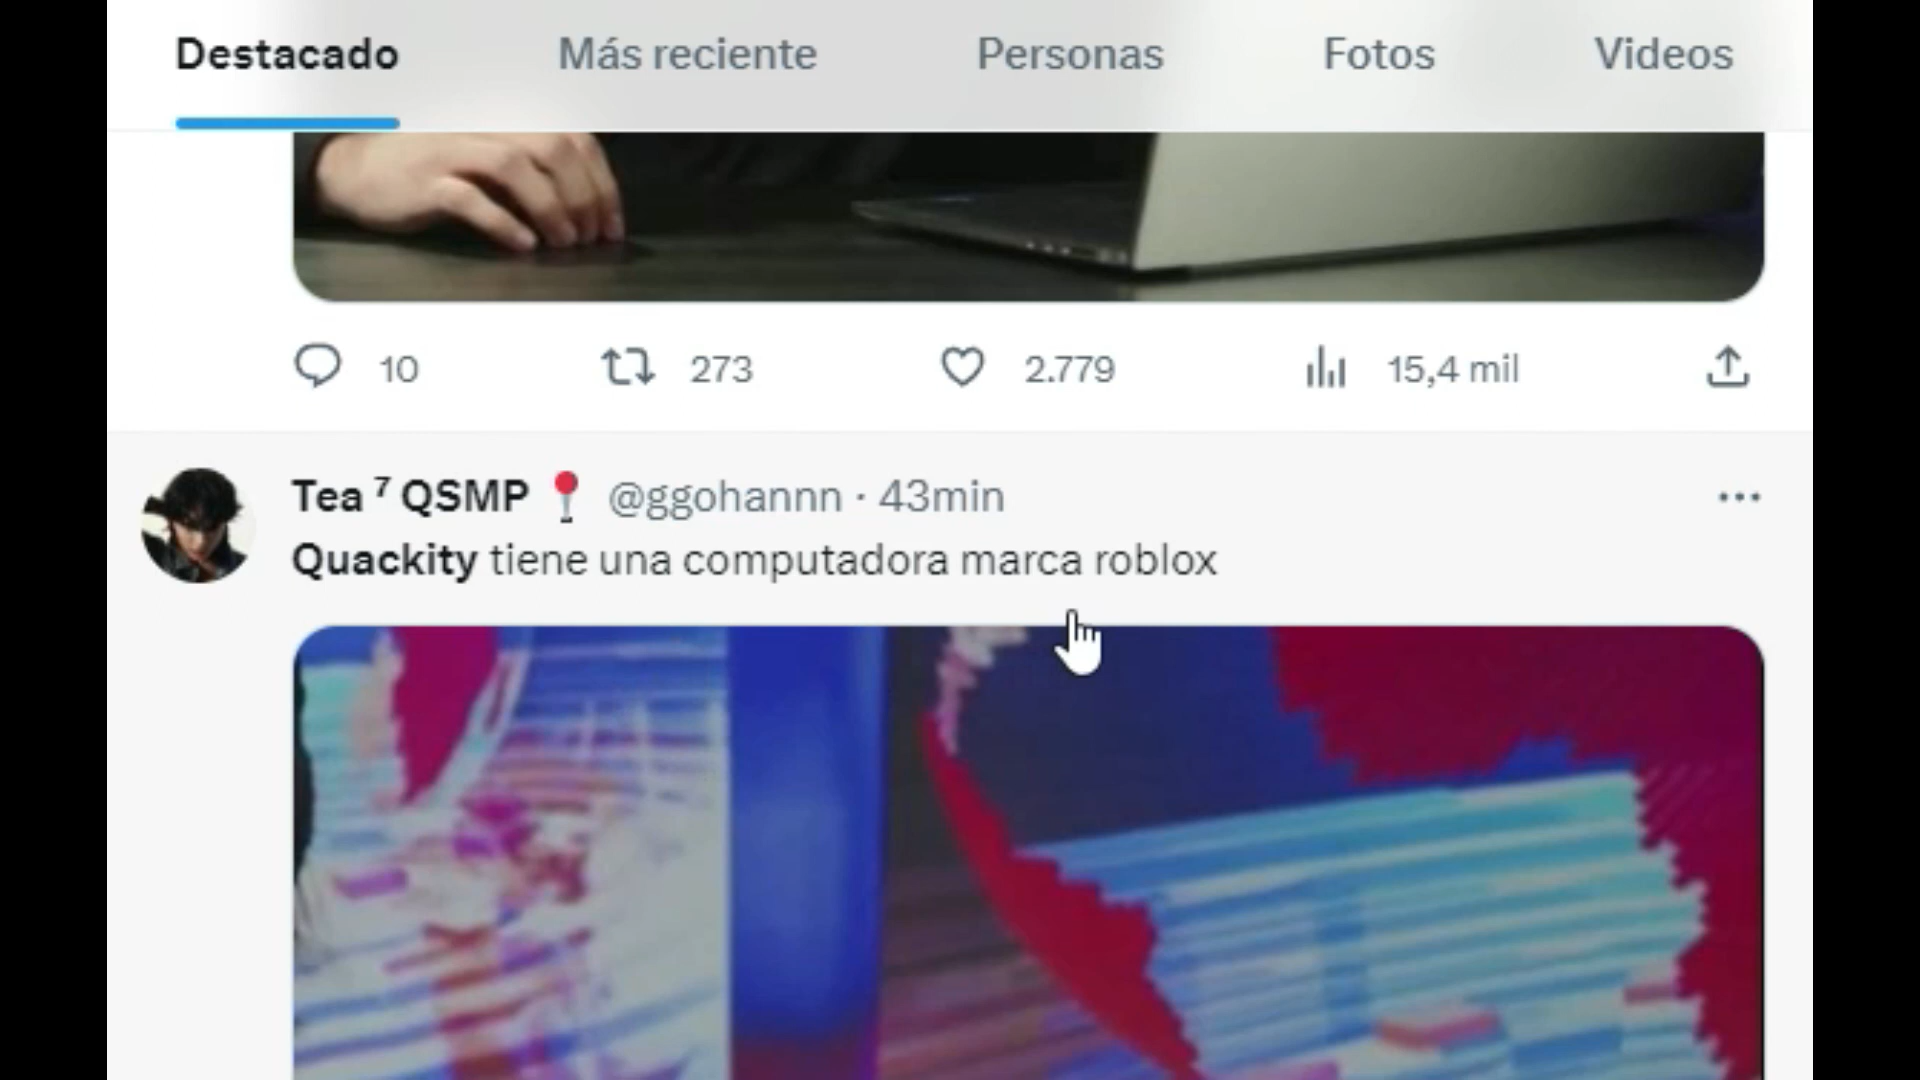 Destacado Más reciente Personas Fotos Videos
10 273 2.779 15,4 mil
Tea ⁷ QSMP 📍 @ggohannn · 43min
Quackity tiene una computadora marca roblox